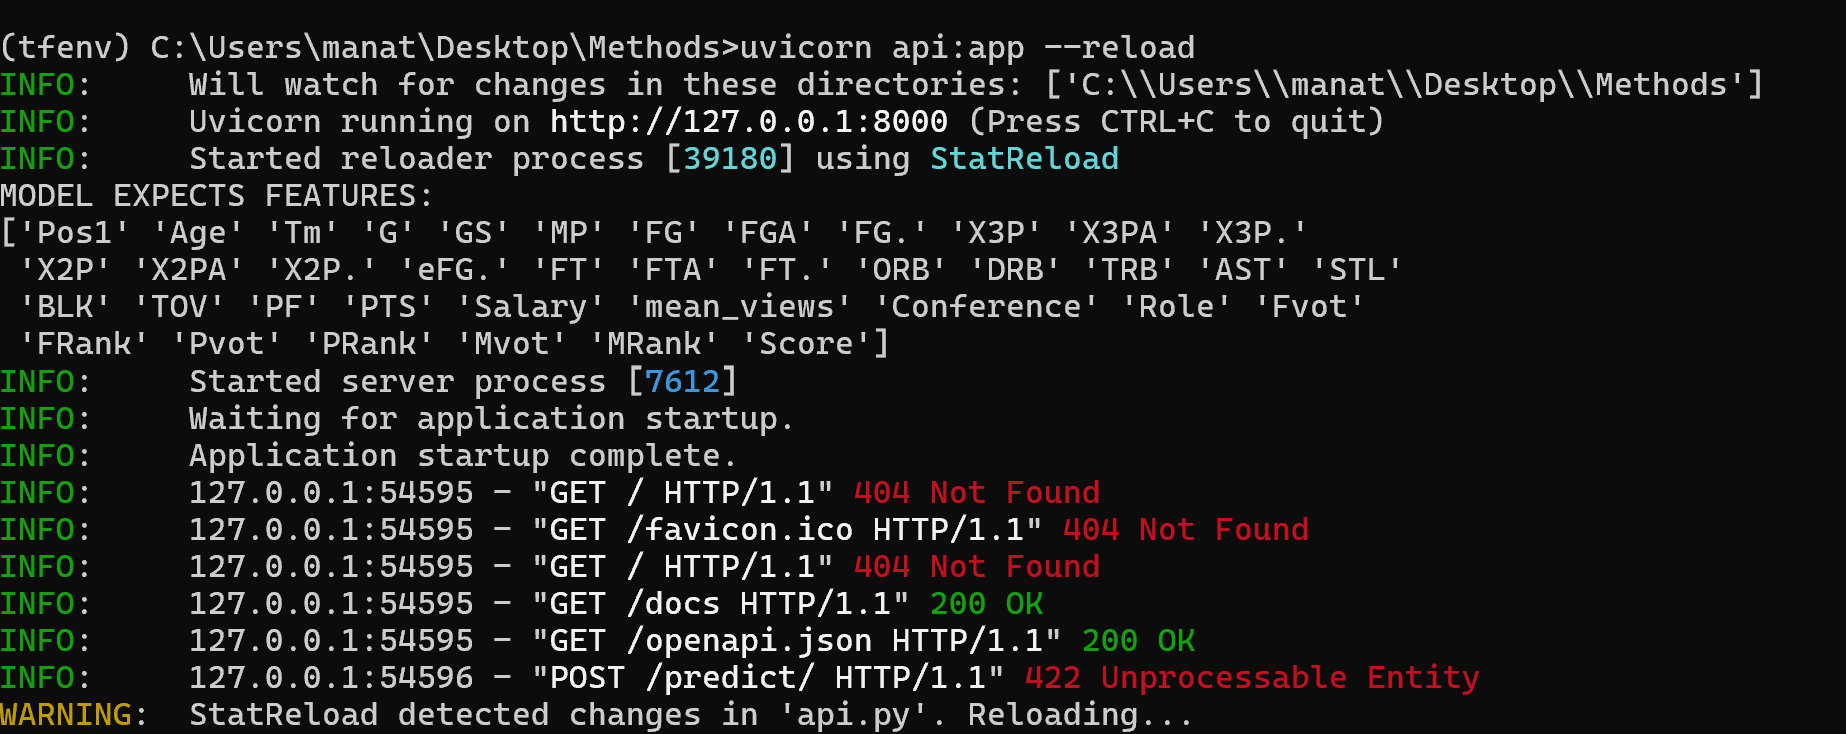 (tfenv) C:\Users\manat\Desktop\Methods>uvicorn api:app --reload
INFO:     Will watch for changes in these directories: ['C:\\Users\\manat\\Desktop\\Methods']
INFO:     Uvicorn running on http://127.0.0.1:8000 (Press CTRL+C to quit)
INFO:     Started reloader process [39180] using StatReload
MODEL EXPECTS FEATURES:
['Pos1' 'Age' 'Tm' 'G' 'GS' 'MP' 'FG' 'FGA' 'FG.' 'X3P' 'X3PA' 'X3P.'
 'X2P' 'X2PA' 'X2P.' 'eFG.' 'FT' 'FTA' 'FT.' 'ORB' 'DRB' 'TRB' 'AST' 'STL'
 'BLK' 'TOV' 'PF' 'PTS' 'Salary' 'mean_views' 'Conference' 'Role' 'Fvot'
 'FRank' 'Pvot' 'PRank' 'Mvot' 'MRank' 'Score']
INFO:     Started server process [7612]
INFO:     Waiting for application startup.
INFO:     Application startup complete.
INFO:     127.0.0.1:54595 - "GET / HTTP/1.1" 404 Not Found
INFO:     127.0.0.1:54595 - "GET /favicon.ico HTTP/1.1" 404 Not Found
INFO:     127.0.0.1:54595 - "GET / HTTP/1.1" 404 Not Found
INFO:     127.0.0.1:54595 - "GET /docs HTTP/1.1" 200 OK
INFO:     127.0.0.1:54595 - "GET /openapi.json HTTP/1.1" 200 OK
INFO:     127.0.0.1:54596 - "POST /predict/ HTTP/1.1" 422 Unprocessable Entity
WARNING:  StatReload detected changes in 'api.py'. Reloading...